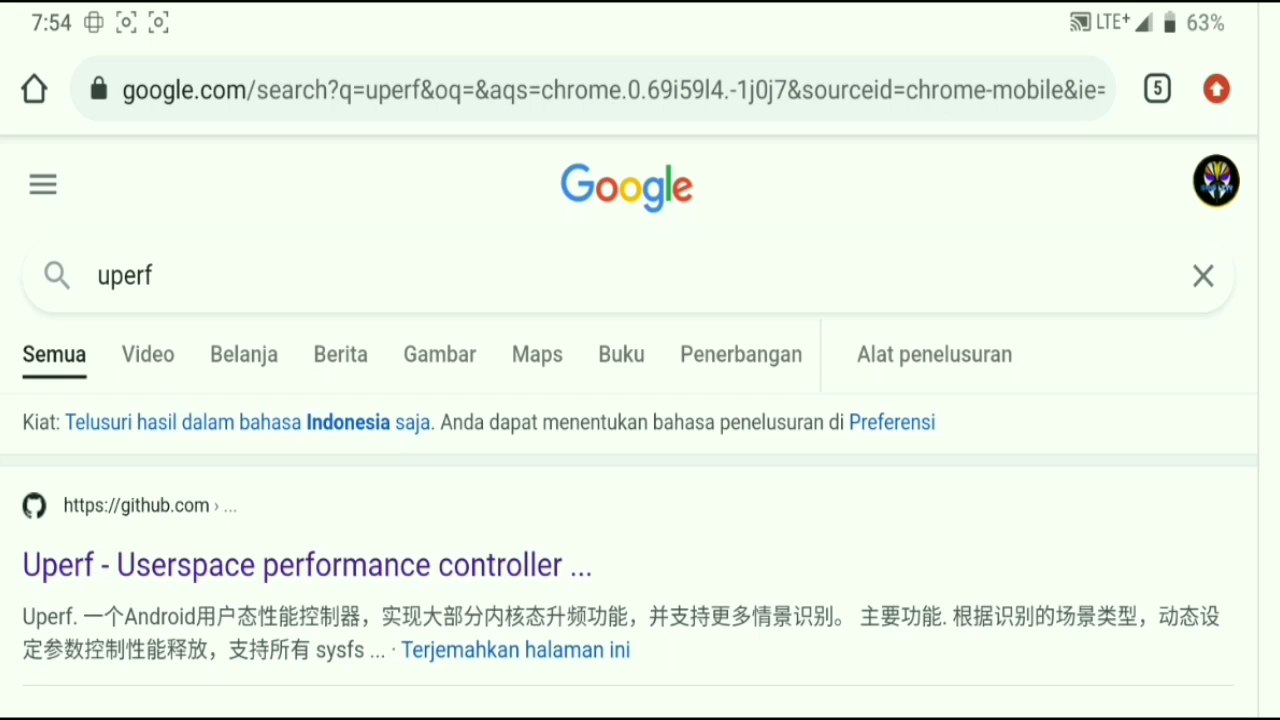 7:54 LTE+ 63%
google.com/search?q=uperf&oq=&aqs=chrome.0.69i59l4.-1j0j7&sourceid=chrome-mobile&ie=
5
Google
uperf
Semua Video Belanja Berita Gambar Maps Buku Penerbangan Alat penelusuran
Kiat: Telusuri hasil dalam bahasa Indonesia saja. Anda dapat menentukan bahasa penelusuran di Preferensi
https://github.com › ...
Uperf - Userspace performance controller ...
Uperf. 一个Android用户态性能控制器，实现大部分内核态升频功能，并支持更多情景识别。 主要功能. 根据识别的场景类型，动态设
定参数控制性能释放，支持所有 sysfs ... · Terjemahkan halaman ini